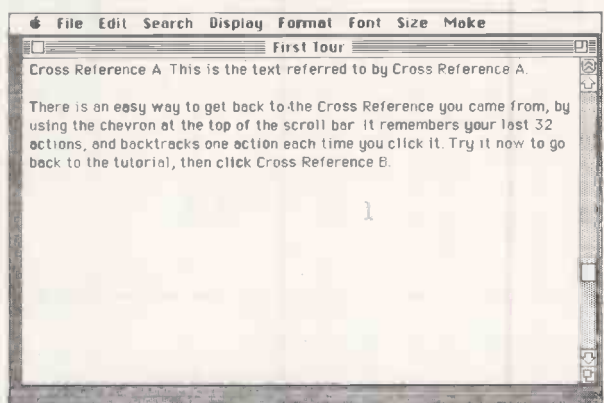 File Edit Search Display Format Font Size Make
First Tour
Cross Reference A This is the text referred to by Cross Reference A.
There is an easy way to get back to the Cross Reference you came from, by
using the chevron at the top of the scroll bar It remembers your last 32
actions, and backtracks one action each time you click it. Try it now to go
back to the tutorial, then click Cross Reference B.